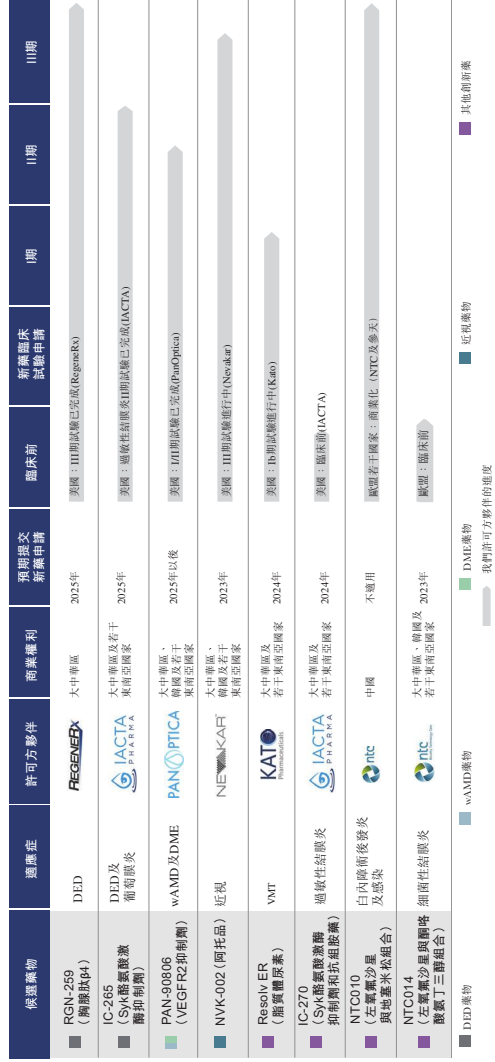 候選藥物
適應症
許可方夥伴
商業權利
預期提交
新藥申請
臨床前
新藥臨床
試驗申請
I期
II期
III期
RGN-259
（胸腺肽β4）
DED
REGENERX
大中華區
2025年
美國：III期試驗已完成(RegeneRx)
IC-265
（Syk酪氨酸激
酶抑制劑）
DED及
葡萄膜炎
IACTA
PHARMA
大中華區及若干
東南亞國家
2025年
美國：過敏性結膜炎II期試驗已完成(IACTA)
PAN-90806
（VEGFR2抑制劑）
wAMD及DME
PANOPTICA
大中華區、
韓國及若干
東南亞國家
2025年以後
美國：I/II期試驗已完成(PanOptica)
NVK-002（阿托品）
近視
NEVAKAR
大中華區、
韓國及若干
東南亞國家
2023年
美國：III期試驗進行中(Nevakar)
Resolv ER
（脂質體尿素）
VMT
KATO
Pharmaceuticals
大中華區及
若干東南亞國家
2024年
美國：Ib期試驗進行中(Kato)
IC-270
（Syk酪氨酸激酶
抑制劑和抗組胺藥）
過敏性結膜炎
IACTA
PHARMA
大中華區及
若干東南亞國家
2024年
美國：臨床前(IACTA)
NTC010
（左氧氟沙星
與地塞米松組合）
白內障術後發炎
及感染
ntc
中國
不適用
歐盟若干國家：商業化（NTC及參天）
NTC014
（左氧氟沙星與酮咯
酸氨丁三醇組合）
細菌性結膜炎
ntc
大中華區、韓國及
若干東南亞國家
2023年
歐盟：臨床前
DED藥物
wAMD藥物
DME藥物
近視藥物
其他創新藥
我們許可方夥伴的進度